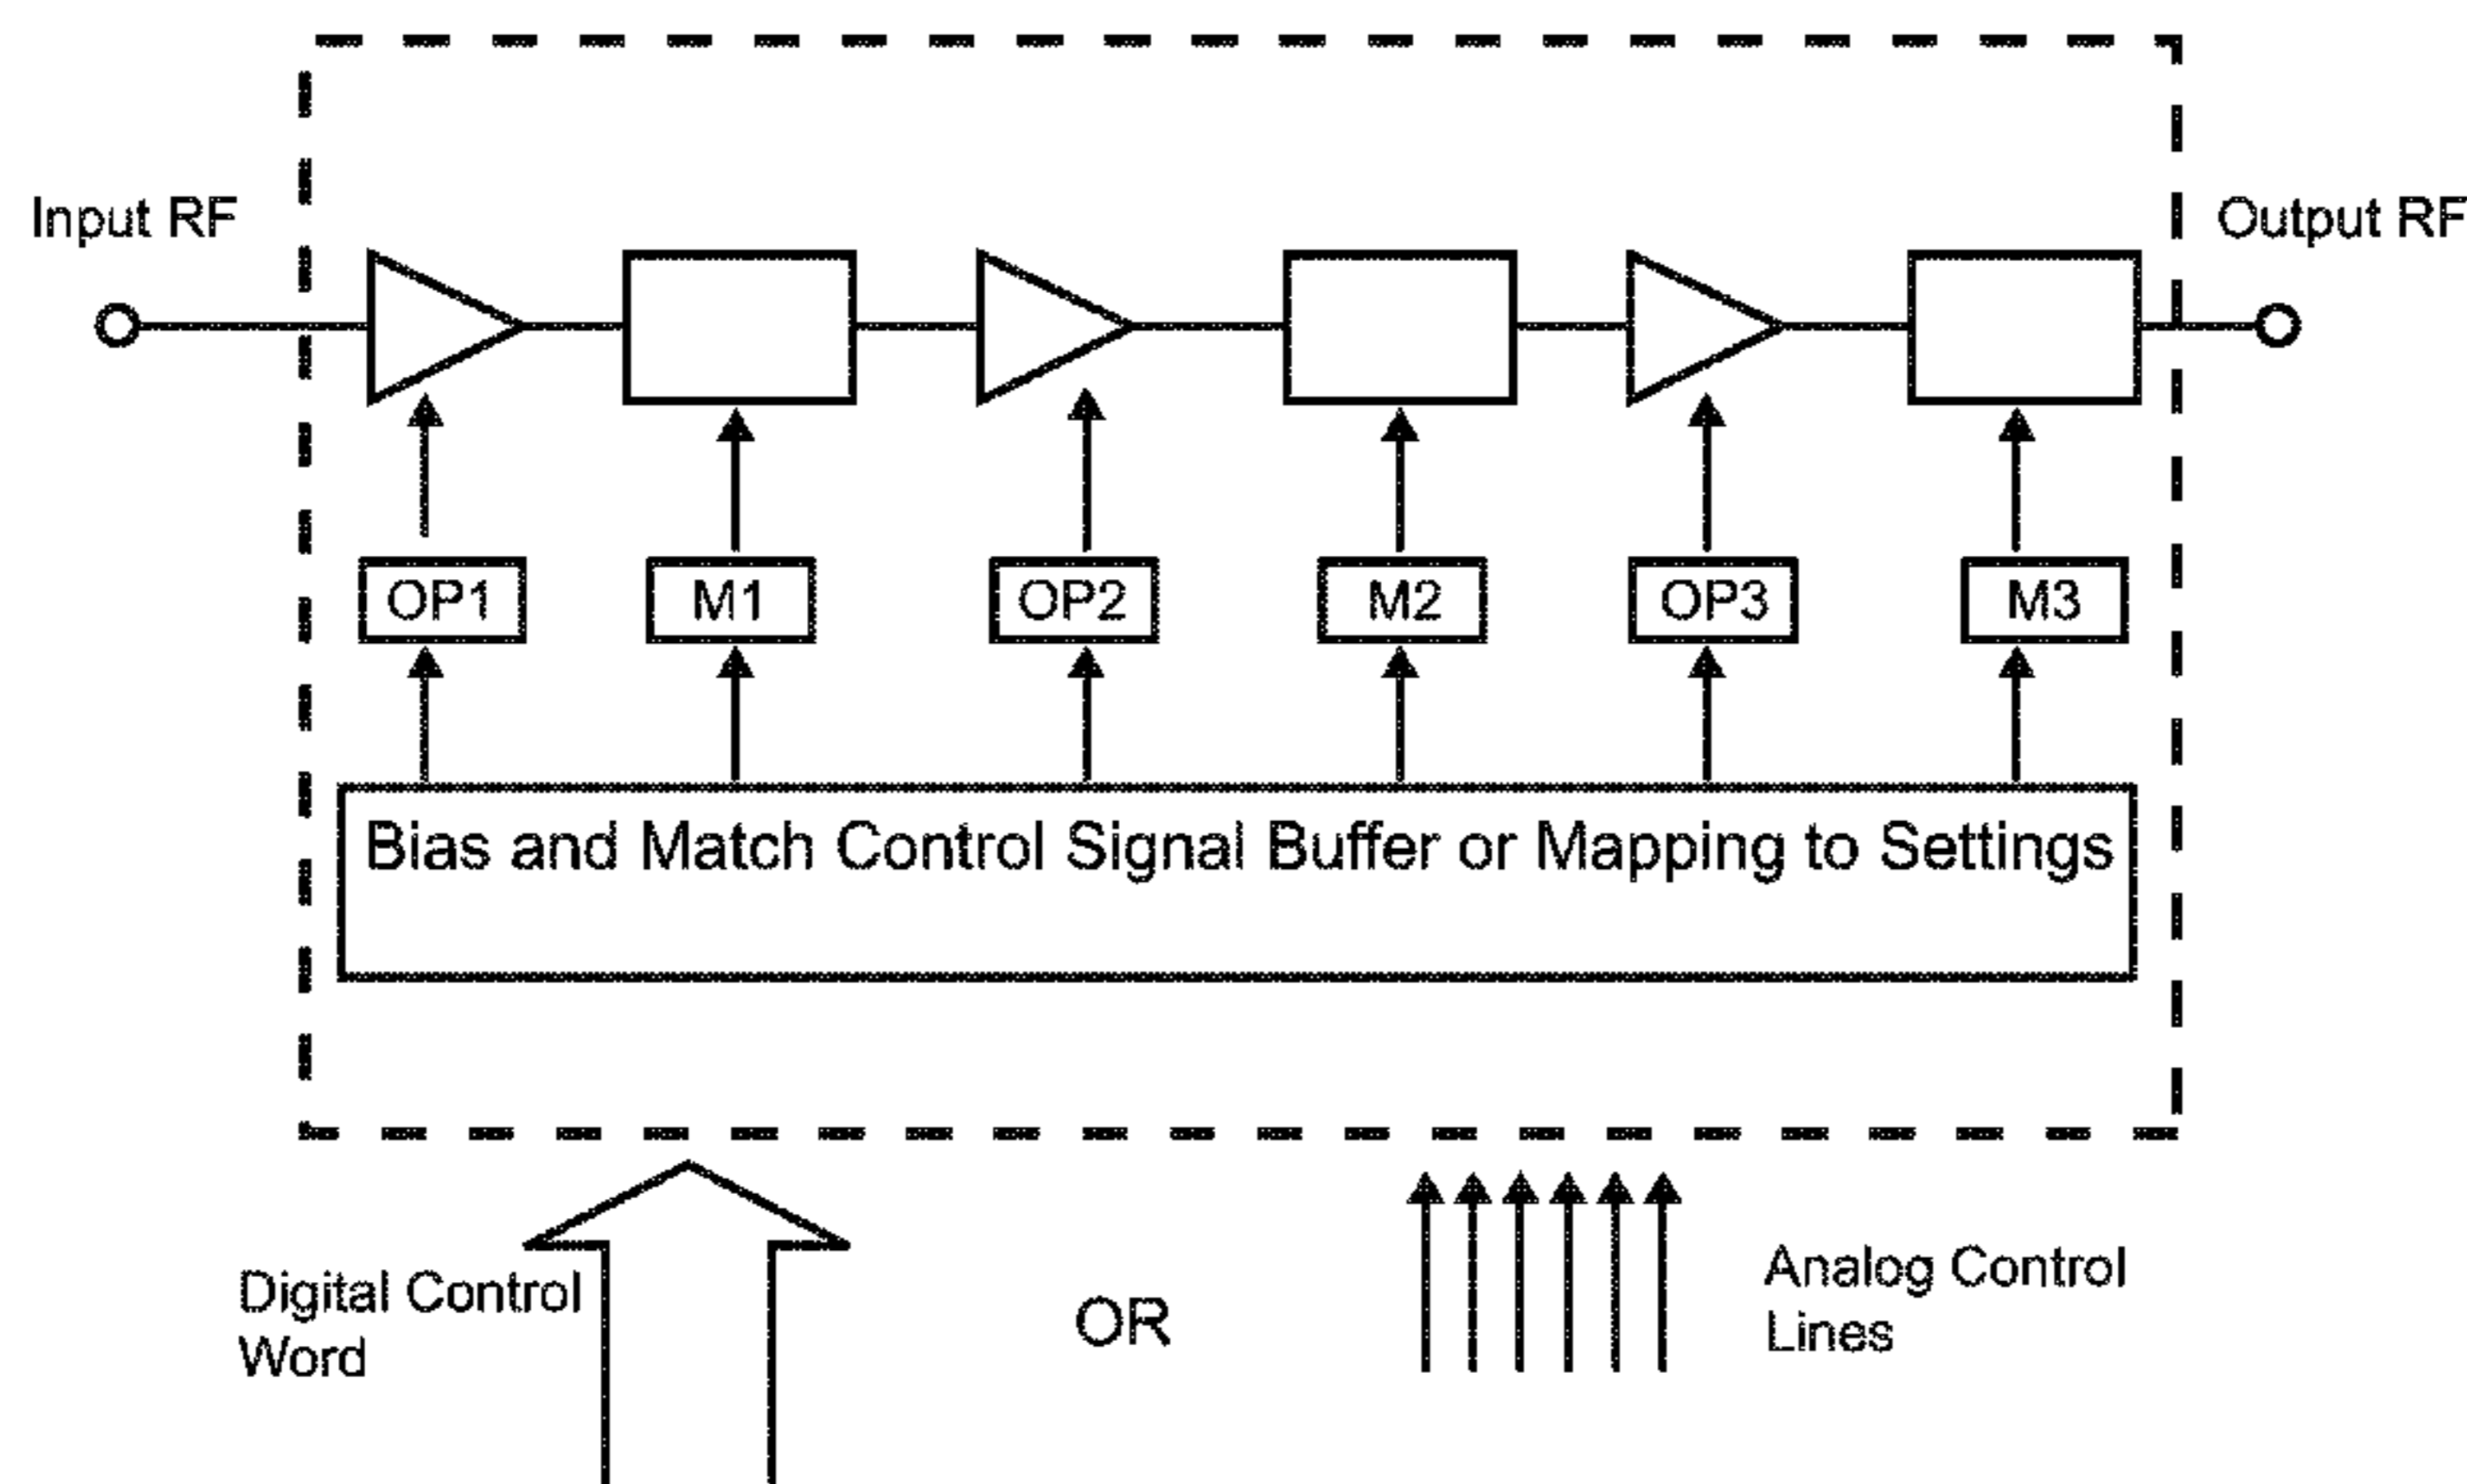 Input RF
Output RF
OP1
M1
OP2
M2
OP3
M3
Bias and Match Control Signal Buffer or Mapping to Settings
Digital Control
Word
OR
Analog Control
Lines